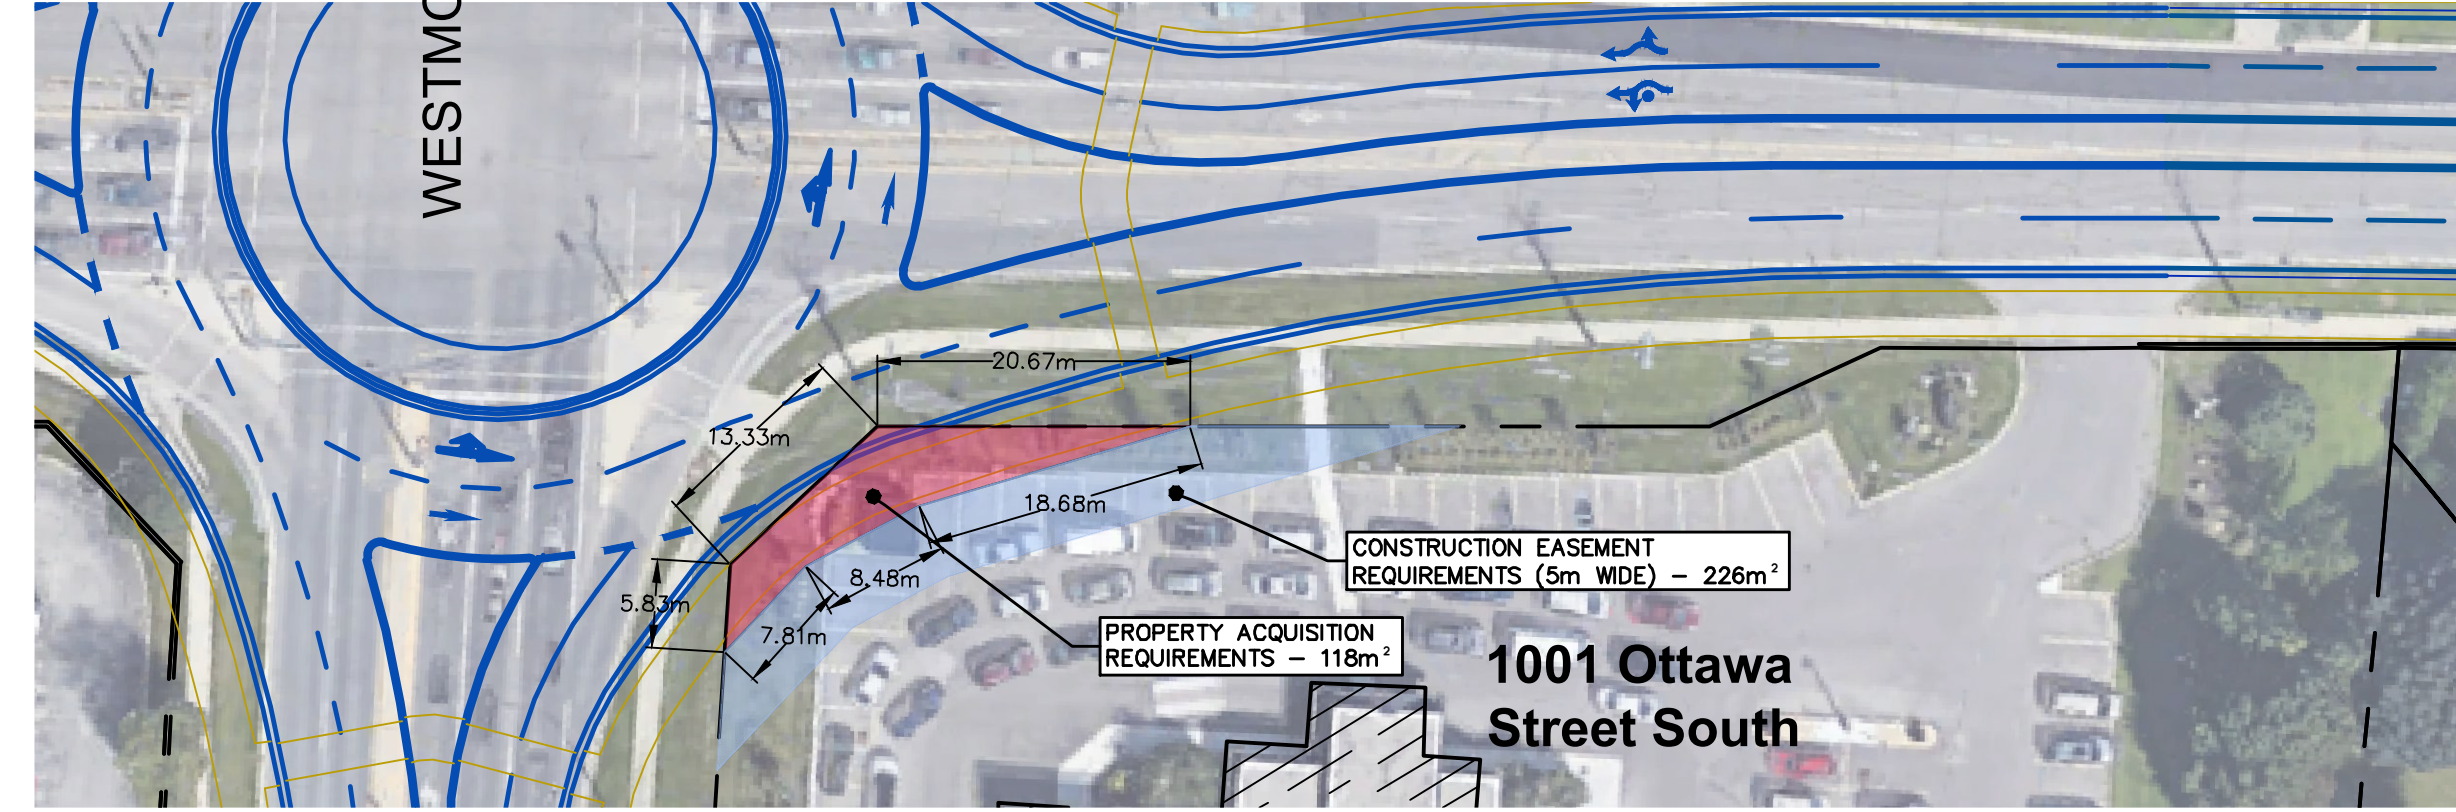 WESTMO
20.67m
13.33m
18.68m
8.48m
5.83m
7.81m
CONSTRUCTION EASEMENT
REQUIREMENTS (5m WIDE) – 226m²
PROPERTY ACQUISITION
REQUIREMENTS – 118m²
1001 Ottawa
Street South